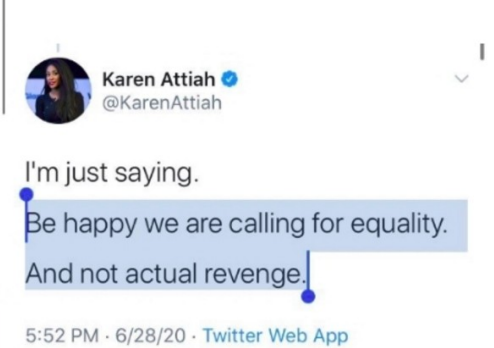 Karen Attiah
@KarenAttiah
I'm just saying.
Be happy we are calling for equality.
And not actual revenge.
5:52 PM · 6/28/20 · Twitter Web App